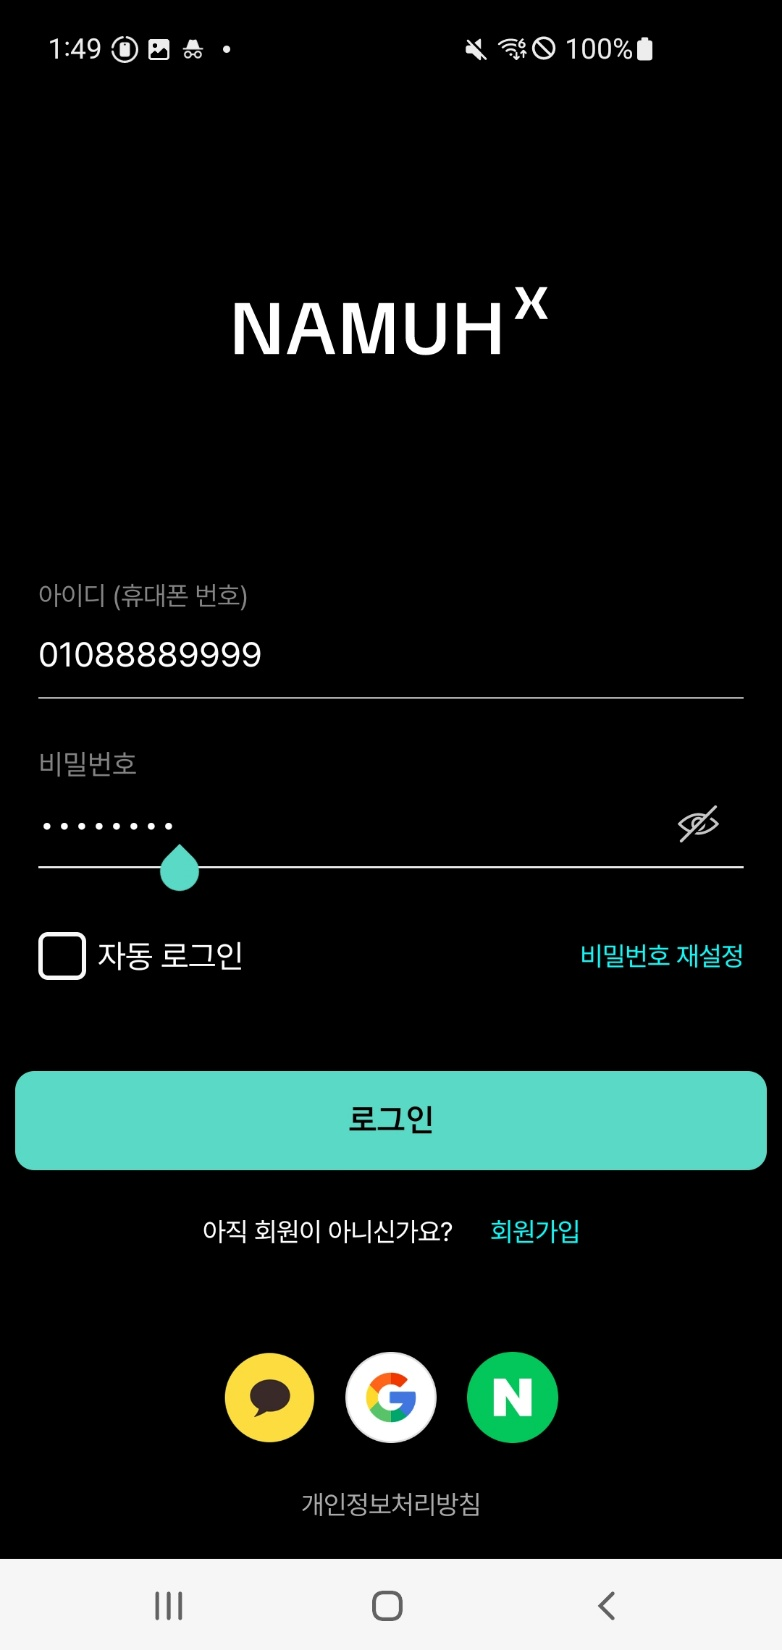 1:49
100%
NAMUH X
아이디 (휴대폰 번호)
01088889999
비밀번호
••••••••
자동 로그인
비밀번호 재설정
로그인
아직 회원이 아니신가요? 회원가입
개인정보처리방침